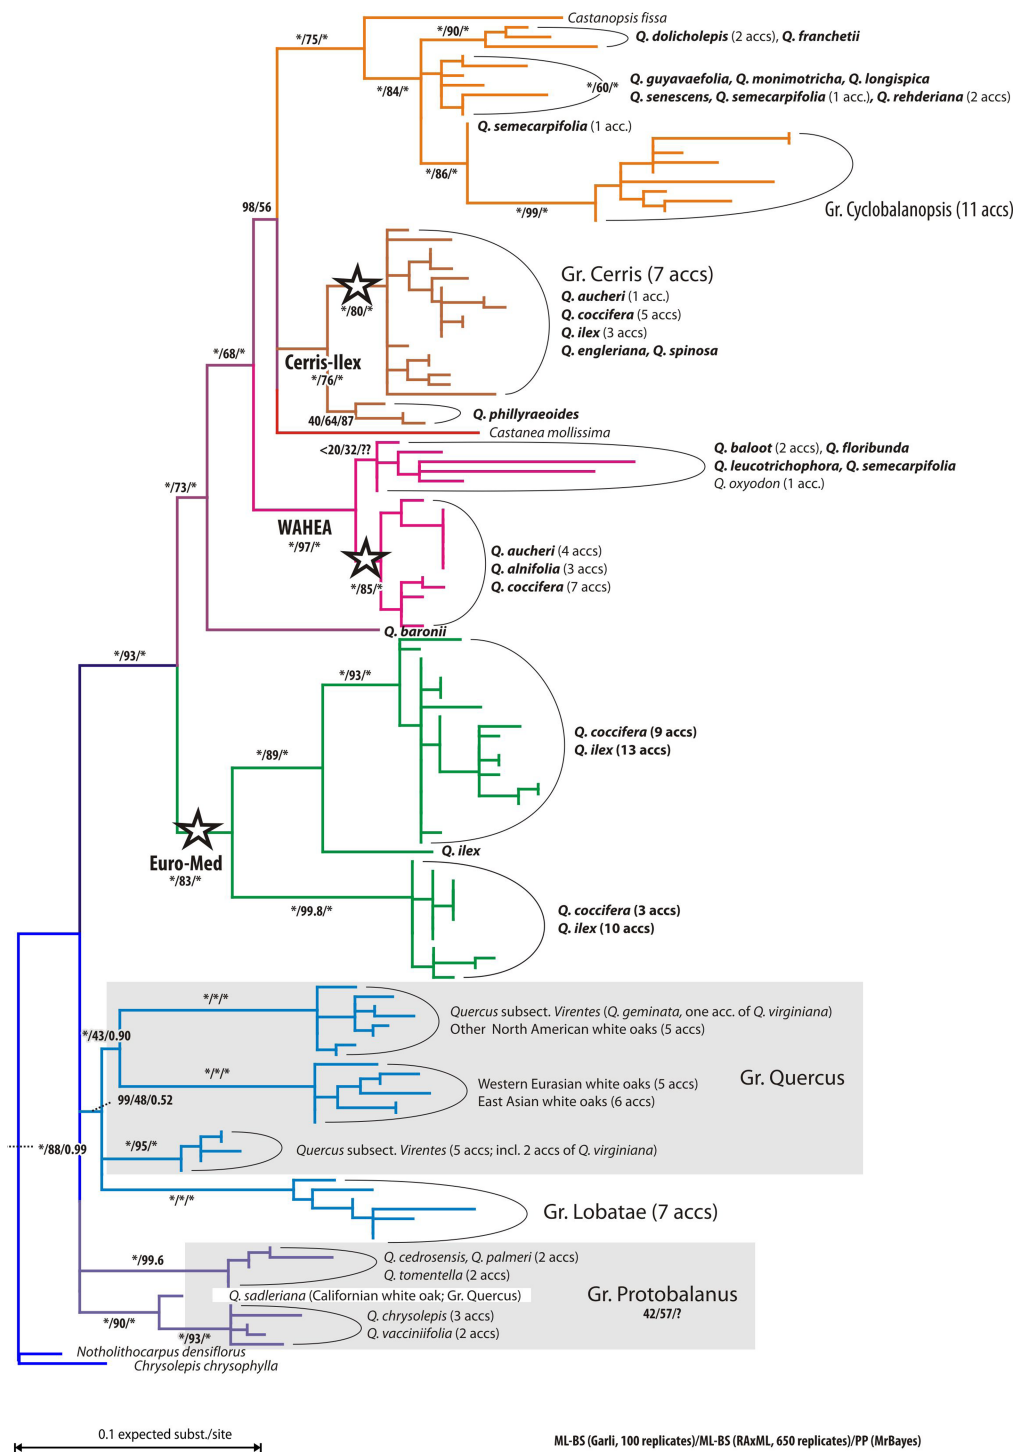 Castanopsis fissa
*/75/*
*/90/*
Q. dolicholepis (2 accs), Q. franchetii
*/84/*
*/60/*
Q. guyavaefolia, Q. monimotricha, Q. longispica
Q. senescens, Q. semecarpifolia (1 acc.), Q. rehderiana (2 accs)
Q. semecarpifolia (1 acc.)
*/86/*
*/99/*
Gr. Cyclobalanopsis (11 accs)
98/56
Gr. Cerris (7 accs)
Q. aucheri (1 acc.)
Q. coccifera (5 accs)
Q. ilex (3 accs)
Q. engleriana, Q. spinosa
*/80/*
*/68/*
Cerris-Ilex
*/76/*
40/64/87
Q. phillyraeoides
Castanea mollissima
<20/32/??
Q. baloot (2 accs), Q. floribunda
Q. leucotrichophora, Q. semecarpifolia
Q. oxyodon (1 acc.)
*/73/*
WAHEA
*/97/*
*/85/*
Q. aucheri (4 accs)
Q. alnifolia (3 accs)
Q. coccifera (7 accs)
Q. baronii
*/93/*
*/93/*
Q. coccifera (9 accs)
Q. ilex (13 accs)
*/89/*
Q. ilex
Euro-Med
*/83/*
*/99.8/*
Q. coccifera (3 accs)
Q. ilex (10 accs)
*/*/*
Quercus subsect. Virentes (Q. geminata, one acc. of Q. virginiana)
Other North American white oaks (5 accs)
*/43/0.90
*/*/*
Western Eurasian white oaks (5 accs)
East Asian white oaks (6 accs)
Gr. Quercus
99/48/0.52
*/88/0.99
*/95/*
Quercus subsect. Virentes (5 accs; incl. 2 accs of Q. virginiana)
*/*/*
Gr. Lobatae (7 accs)
*/99.6
Q. cedrosensis, Q. palmeri (2 accs)
Q. tomentella (2 accs)
Q. sadleriana (Californian white oak; Gr. Quercus)
Gr. Protobalanus
42/57/?
*/90/*
*/93/*
Q. chrysolepis (3 accs)
Q. vacciniifolia (2 accs)
Notholithocarpus densiflorus
Chrysolepis chrysophylla
0.1 expected subst./site
ML-BS (Garli, 100 replicates)/ML-BS (RAxML, 650 replicates)/PP (MrBayes)